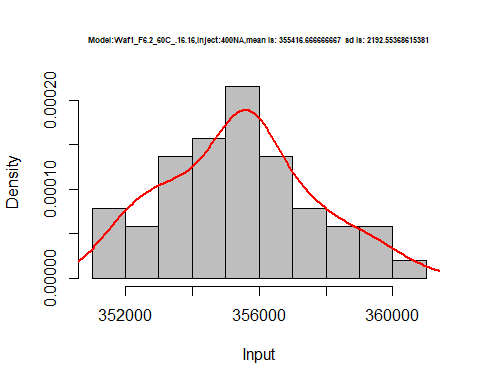 Model:Waf1_F6.2_60C_.16.16,Inject:400NA,mean is: 355416.666666667  sd is: 2192.55368615381
0.00020
0.00010
0.00000
Density
352000 356000 360000
Input